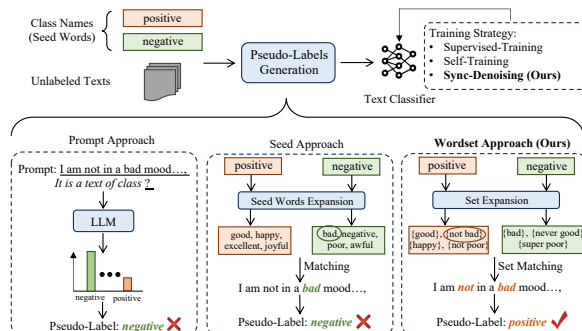 Class Names
(Seed Words)
positive
negative
Unlabeled Texts
Pseudo-Labels
Generation
Text Classifier
Training Strategy:
• Supervised-Training
• Self-Training
• Sync-Denoising (Ours)
Prompt Approach
Prompt: I am not in a bad mood…,
It is a text of class ?
LLM
negative
positive
Pseudo-Label: negative
Seed Approach
positive
negative
Seed Words Expansion
good, happy,
excellent, joyful
bad, negative,
poor, awful
Matching
I am not in a bad mood…,
Pseudo-Label: negative
Wordset Approach (Ours)
positive
negative
Set Expansion
{good}, {not bad}
{happy}, {not poor}
{bad}, {never good}
{super poor}
Set Matching
I am not in a bad mood…,
Pseudo-Label: positive